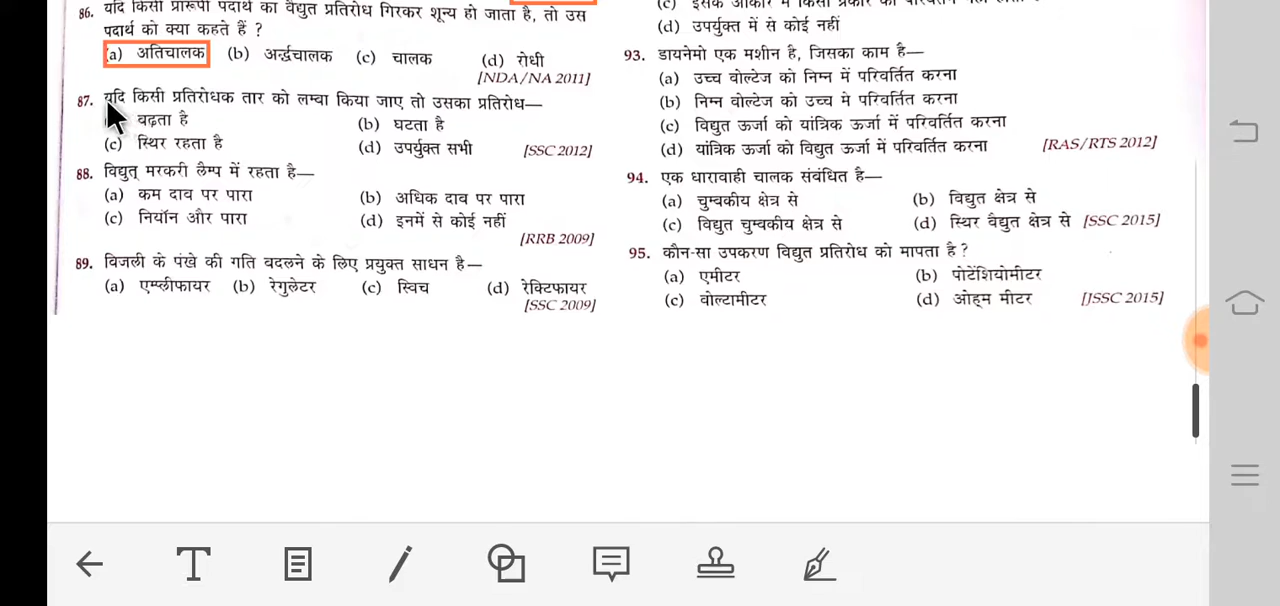 86. यदि किसी प्रारूपी पदार्थ का वैद्युत प्रतिरोध गिरकर शून्य हो जाता है, तो उस
पदार्थ को क्या कहते हैं ?
(a) अतिचालक (b) अर्द्धचालक (c) चालक (d) रोधी
[NDA/NA 2011]
87. यदि किसी प्रतिरोधक तार को लम्बा किया जाए तो उसका प्रतिरोध—
बढ़ता है (b) घटता है
(c) स्थिर रहता है (d) उपर्युक्त सभी [SSC 2012]
88. विद्युत् मरकरी लैम्प में रहता है—
(a) कम दाब पर पारा (b) अधिक दाब पर पारा
(c) नियॉन और पारा (d) इनमें से कोई नहीं
[RRB 2009]
89. विजली के पंखे की गति बदलने के लिए प्रयुक्त साधन है—
(a) एम्प्लीफायर (b) रेगुलेटर (c) स्विच (d) रेक्टिफायर
[SSC 2009]
(d) उपर्युक्त में से कोई नहीं
93. डायनेमो एक मशीन है, जिसका काम है—
(a) उच्च वोल्टेज को निम्न में परिवर्तित करना
(b) निम्न वोल्टेज को उच्च मे परिवर्तित करना
(c) विद्युत ऊर्जा को यांत्रिक ऊर्जा में परिवर्तित करना
(d) यांत्रिक ऊर्जा को विद्युत ऊर्जा में परिवर्तित करना [RAS/RTS 2012]
94. एक धारावाही चालक संबंधित है—
(a) चुम्बकीय क्षेत्र से (b) विद्युत क्षेत्र से
(c) विद्युत चुम्बकीय क्षेत्र से (d) स्थिर वैद्युत क्षेत्र से [SSC 2015]
95. कौन-सा उपकरण विद्युत प्रतिरोध को मापता है ?
(a) एमीटर (b) पोटेंशियोमीटर
(c) वोल्टामीटर (d) ओह्म मीटर [JSSC 2015]
T